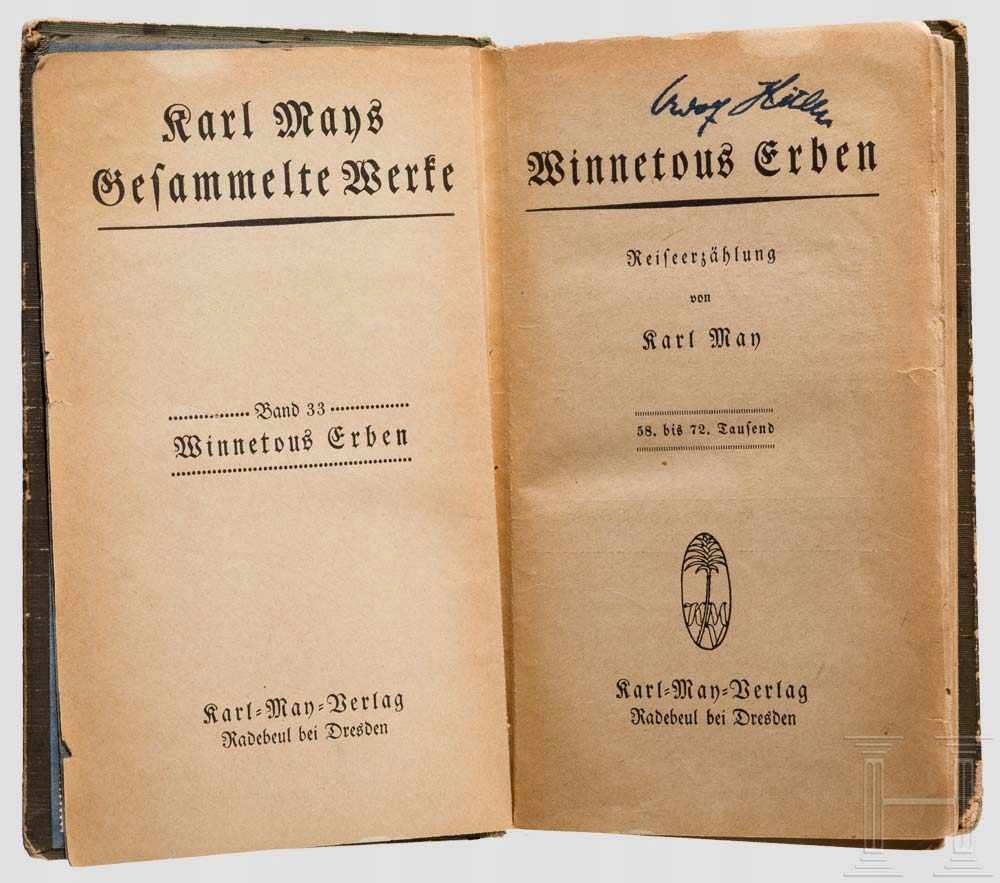 Karl Mays
Gesammelte Werke
Band 33
Winnetous Erben
Karl=May=Verlag
Radebeul bei Dresden
Hitler
Winnetous Erben
Reiseerzählung
von
Karl May
58. bis 72. Tausend
KM
Karl=May=Verlag
Radebeul bei Dresden